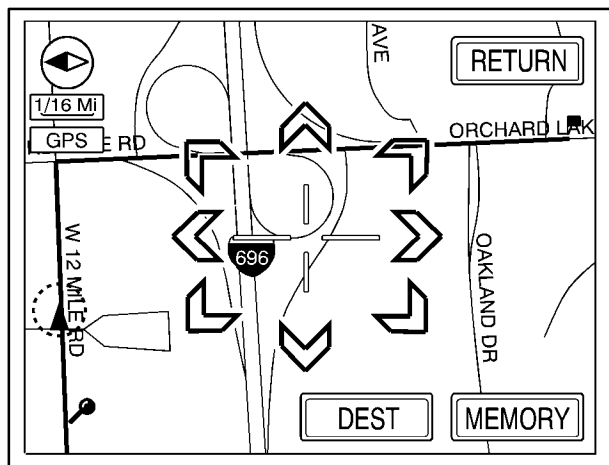 AVE
RETURN
1/16 Mi
GPS
E RD
ORCHARD LAK
696
W 12 MILE RD
OAKLAND DR
DEST
MEMORY